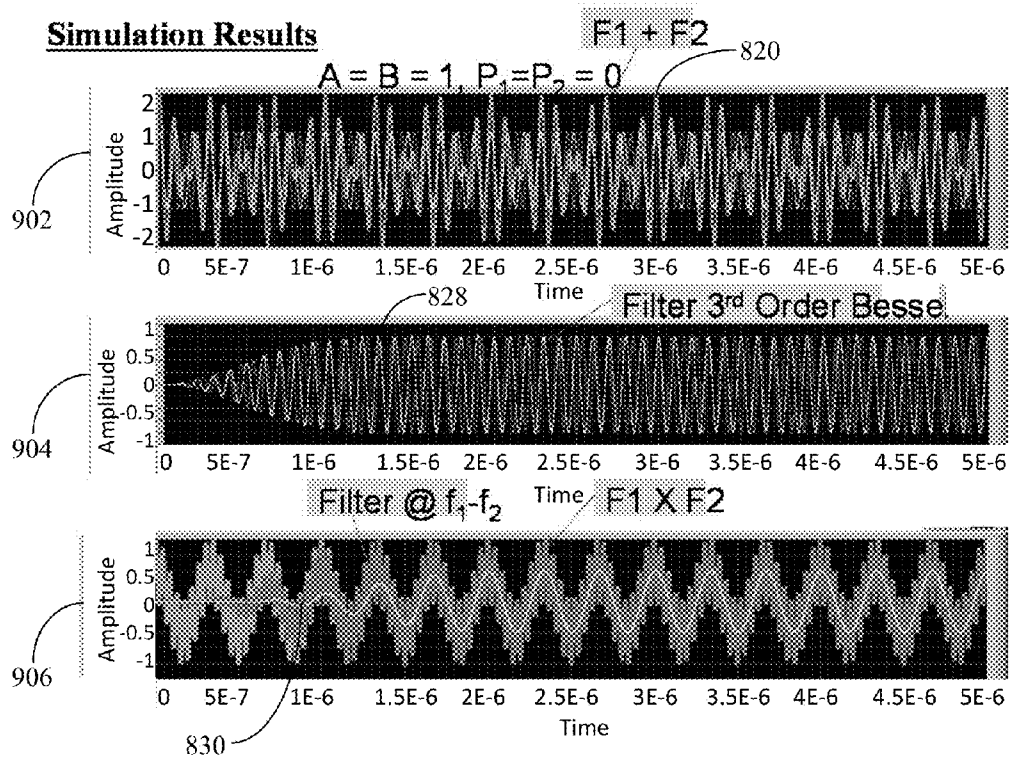 Simulation Results
F1 + F2
820
A = B = 1, P1=P2 = 0
902
Amplitude
2
1
0
-1
-2
0 5E-7 1E-6 1.5E-6 2E-6 2.5E-6 3E-6 3.5E-6 4E-6 4.5E-6 5E-6
Time
828
Filter 3rd Order Besse.
904
Amplitude
1
0.5
0
-0.5
-1
0 5E-7 1E-6 1.5E-6 2E-6 2.5E-6 3E-6 3.5E-6 4E-6 4.5E-6 5E-6
Time
Filter @ f1-f2
F1 X F2
906
Amplitude
1
0.5
0
-0.5
-1
0 5E-7 1E-6 1.5E-6 2E-6 2.5E-6 3E-6 3.5E-6 4E-6 4.5E-6 5E-6
Time
830